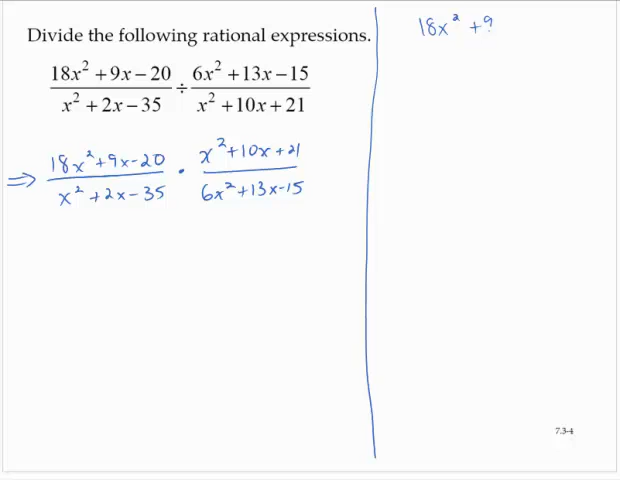 Divide the following rational expressions.
18x² + 9x − 20 / x² + 2x − 35 ÷ 6x² + 13x − 15 / x² + 10x + 21
⇒ 18x² + 9x − 20 / x² + 2x − 35 · x² + 10x + 21 / 6x² + 13x − 15
18x² + 9
7.3-4